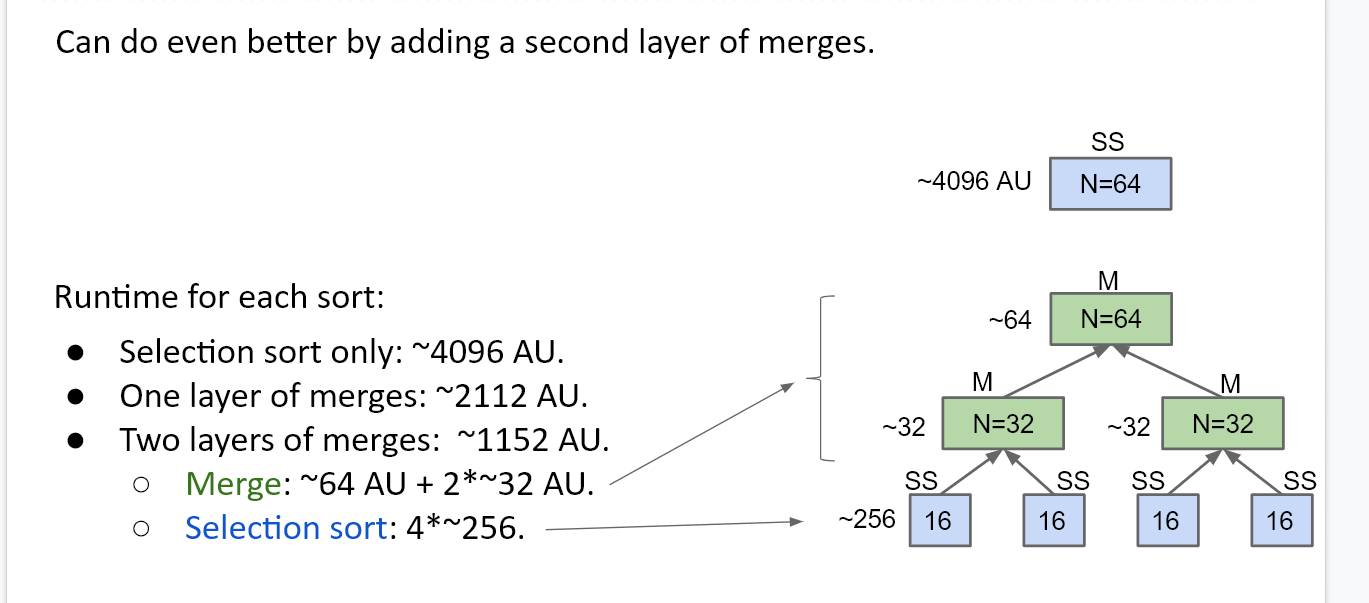 Can do even better by adding a second layer of merges.
SS
~4096 AU N=64
Runtime for each sort:
● Selection sort only: ~4096 AU.
● One layer of merges: ~2112 AU.
● Two layers of merges: ~1152 AU.
○ Merge: ~64 AU + 2*~32 AU.
○ Selection sort: 4*~256.
M
~64 N=64
M M
~32 N=32 ~32 N=32
SS SS SS SS
~256 16 16 16 16